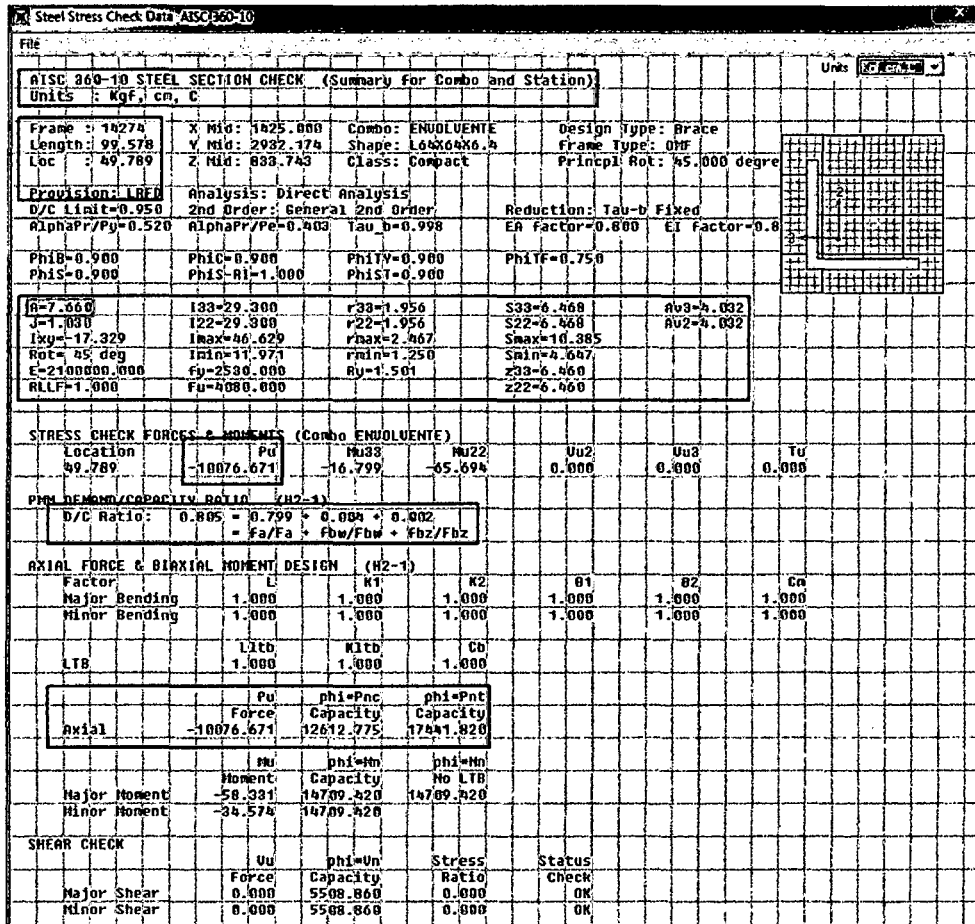 Steel Stress Check Data AISC 360-10
File
Units
AISC 360-10 STEEL SECTION CHECK (Summary for Combo and Station)
Units : Kgf, cm, C
Frame : 14274 X Mid: 1425.000 Combo: ENVOLVENTE Design Type: Brace
Length: 99.578 Y Mid: 2932.174 Shape: L64X64X6.4 Frame Type: OMF
Loc : 49.789 Z Mid: 833.743 Class: Compact Princpl Rot: 45.000 degre
Provision: LRFD Analysis: Direct Analysis
D/C Limit=0.950 2nd Order: General 2nd Order Reduction: Tau-b Fixed
AlphaPr/Py=0.520 AlphaPr/Pe=0.403 Tau_b=0.998 EA factor=0.800 EI factor=0.8
PhiB=0.900 PhiC=0.900 PhiTY=0.900 PhiTF=0.750
PhiS=0.900 PhiS-RI=1.000 PhiST=0.900
A=7.660 I33=29.300 r33=1.956 S33=6.468 Av3=4.032
J=1.030 I22=29.300 r22=1.956 S22=6.468 Av2=4.032
Ixy=-17.329 Imax=46.629 rmax=2.467 Smax=10.385
Rot= 45 deg Imin=11.971 rmin=1.250 Smin=4.647
E=2100000.000 fy=2530.000 Ry=1.501 z33=6.460
RLLF=1.000 Fu=4080.000 z22=6.460
STRESS CHECK FORCES & MOMENTS (Combo ENVOLVENTE)
Location Pu Mu33 Mu22 Vu2 Vu3 Tu
49.789 -10076.671 -16.799 -65.694 0.000 0.000 0.000
PMM DEMAND/CAPACITY RATIO (H2-1)
D/C Ratio: 0.805 = 0.799 + 0.004 + 0.002
= fa/Fa + fbw/Fbw + fbz/Fbz
AXIAL FORCE & BIAXIAL MOMENT DESIGN (H2-1)
Factor L K1 K2 B1 B2 Cm
Major Bending 1.000 1.000 1.000 1.000 1.000 1.000
Minor Bending 1.000 1.000 1.000 1.000 1.000 1.000
Lltb Kltb Cb
LTB 1.000 1.000 1.000
Pu phi*Pnc phi*Pnt
Force Capacity Capacity
Axial -10076.671 12612.775 17441.820
Mu phi*Mn phi*Mn
Moment Capacity No LTB
Major Moment -58.331 14709.420 14709.420
Minor Moment -34.574 14709.420
SHEAR CHECK
Vu phi*Vn Stress Status
Force Capacity Ratio Check
Major Shear 0.000 5508.860 0.000 OK
Minor Shear 0.000 5508.860 0.000 OK